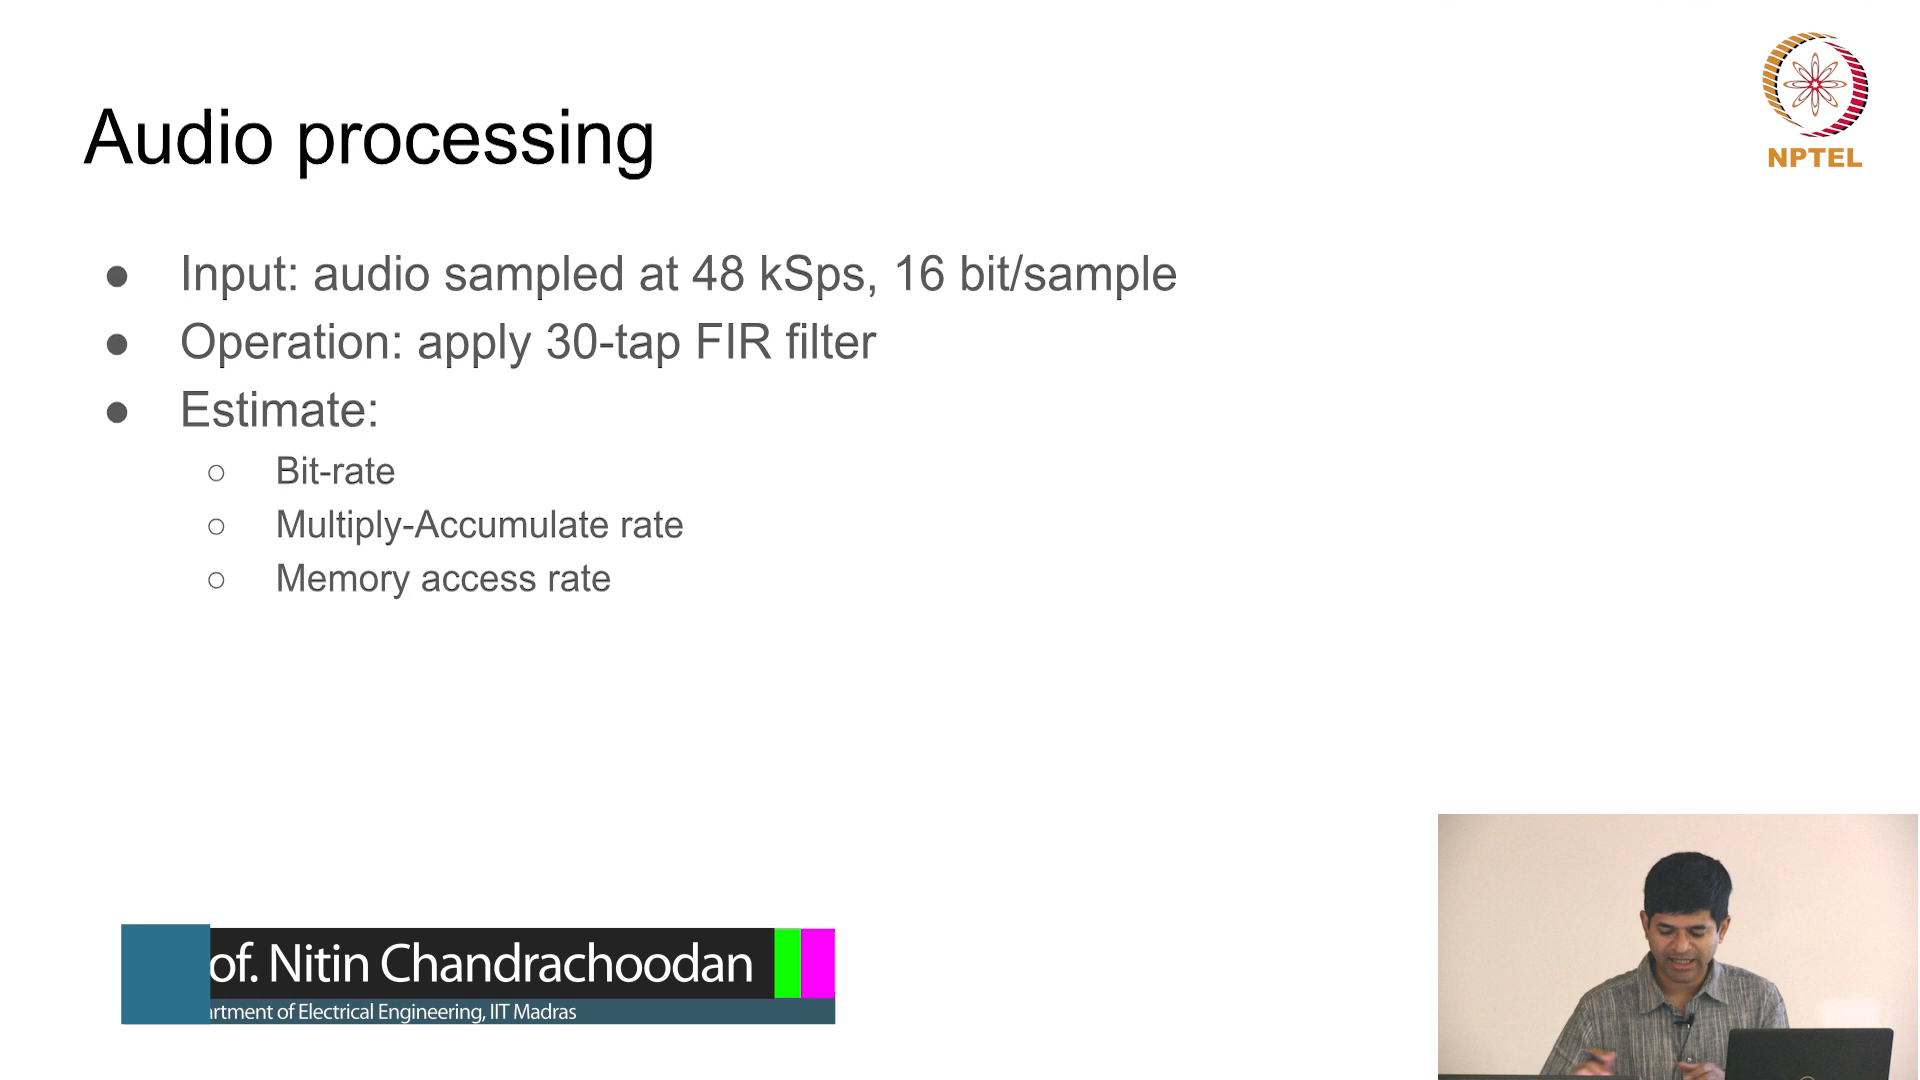 Audio processing
NPTEL
● Input: audio sampled at 48 kSps, 16 bit/sample
● Operation: apply 30-tap FIR filter
● Estimate:
○ Bit-rate
○ Multiply-Accumulate rate
○ Memory access rate
of. Nitin Chandrachoodan
artment of Electrical Engineering, IIT Madras